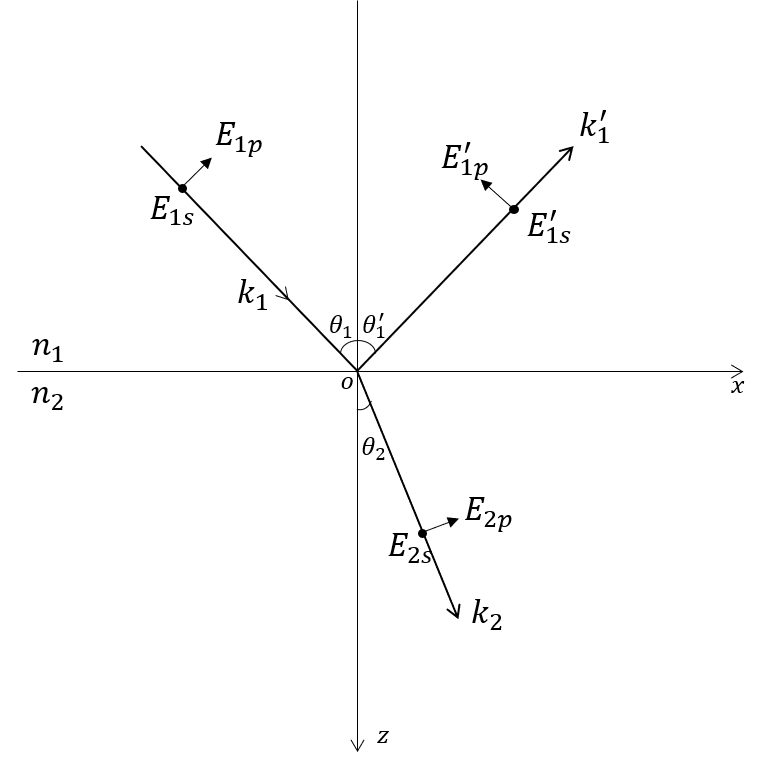 E₁ₚ
E′₁ₚ
k′₁
E₁ₛ
E′₁ₛ
k₁
θ₁
θ′₁
n₁
o
x
n₂
θ₂
E₂ₚ
E₂ₛ
k₂
z